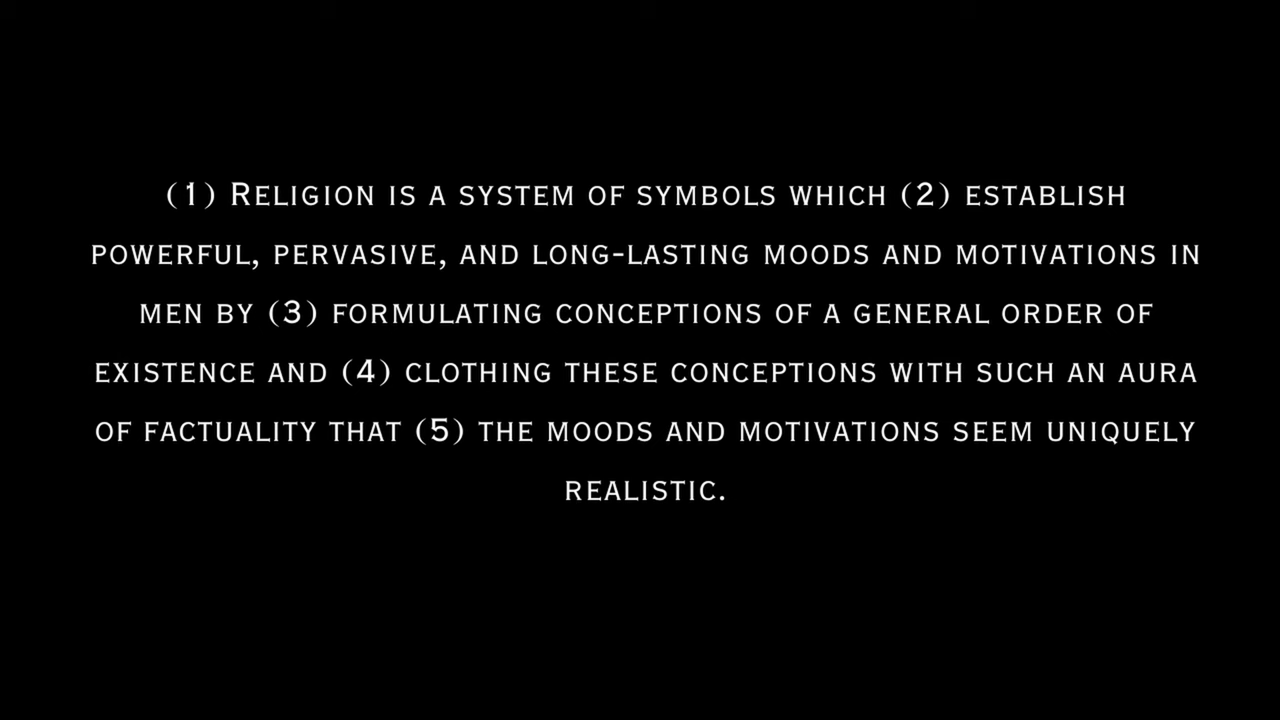 (1) Religion is a system of symbols which (2) establish
powerful, pervasive, and long-lasting moods and motivations in
men by (3) formulating conceptions of a general order of
existence and (4) clothing these conceptions with such an aura
of factuality that (5) the moods and motivations seem uniquely
realistic.